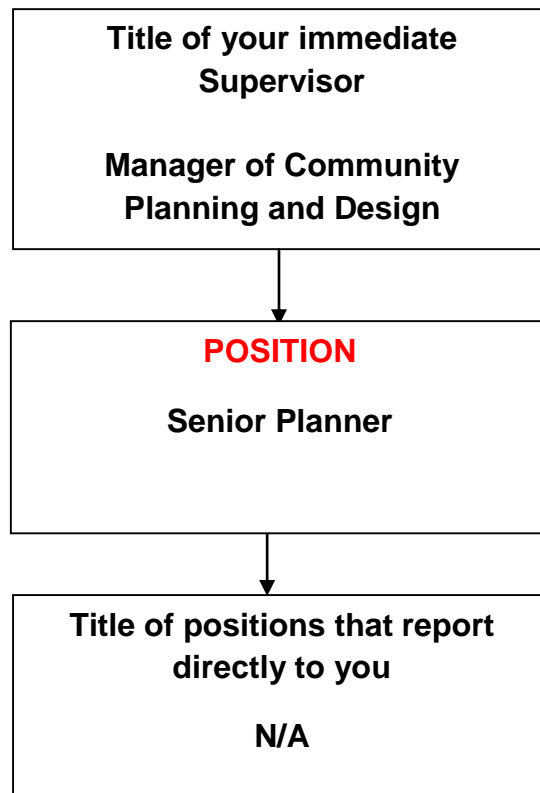 Title of your immediate
Supervisor
Manager of Community
Planning and Design
POSITION
Senior Planner
Title of positions that report
directly to you
N/A